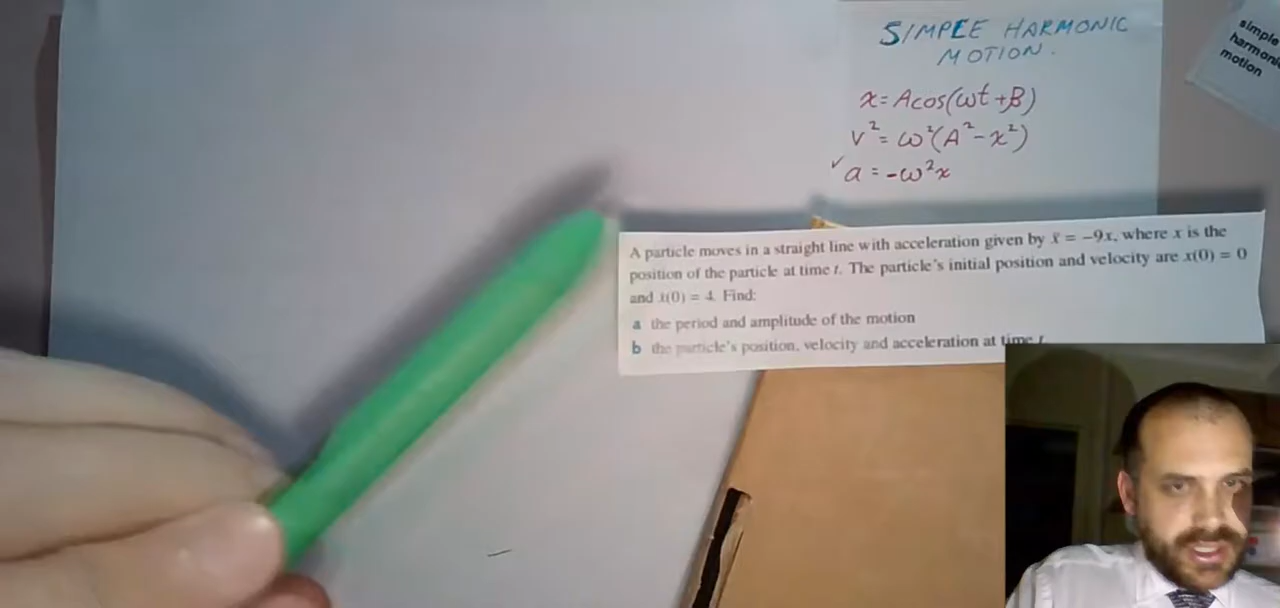 SIMPLE HARMONIC
MOTION.
x = Acos(ωt + β)
v² = ω²(A² - x²)
✓ a = -ω²x
simple
harmonic
motion
A particle moves in a straight line with acceleration given by ẍ = −9x, where x is the
position of the particle at time t. The particle's initial position and velocity are x(0) = 0
and ẋ(0) = 4. Find:
a the period and amplitude of the motion
b the particle's position, velocity and acceleration at time t